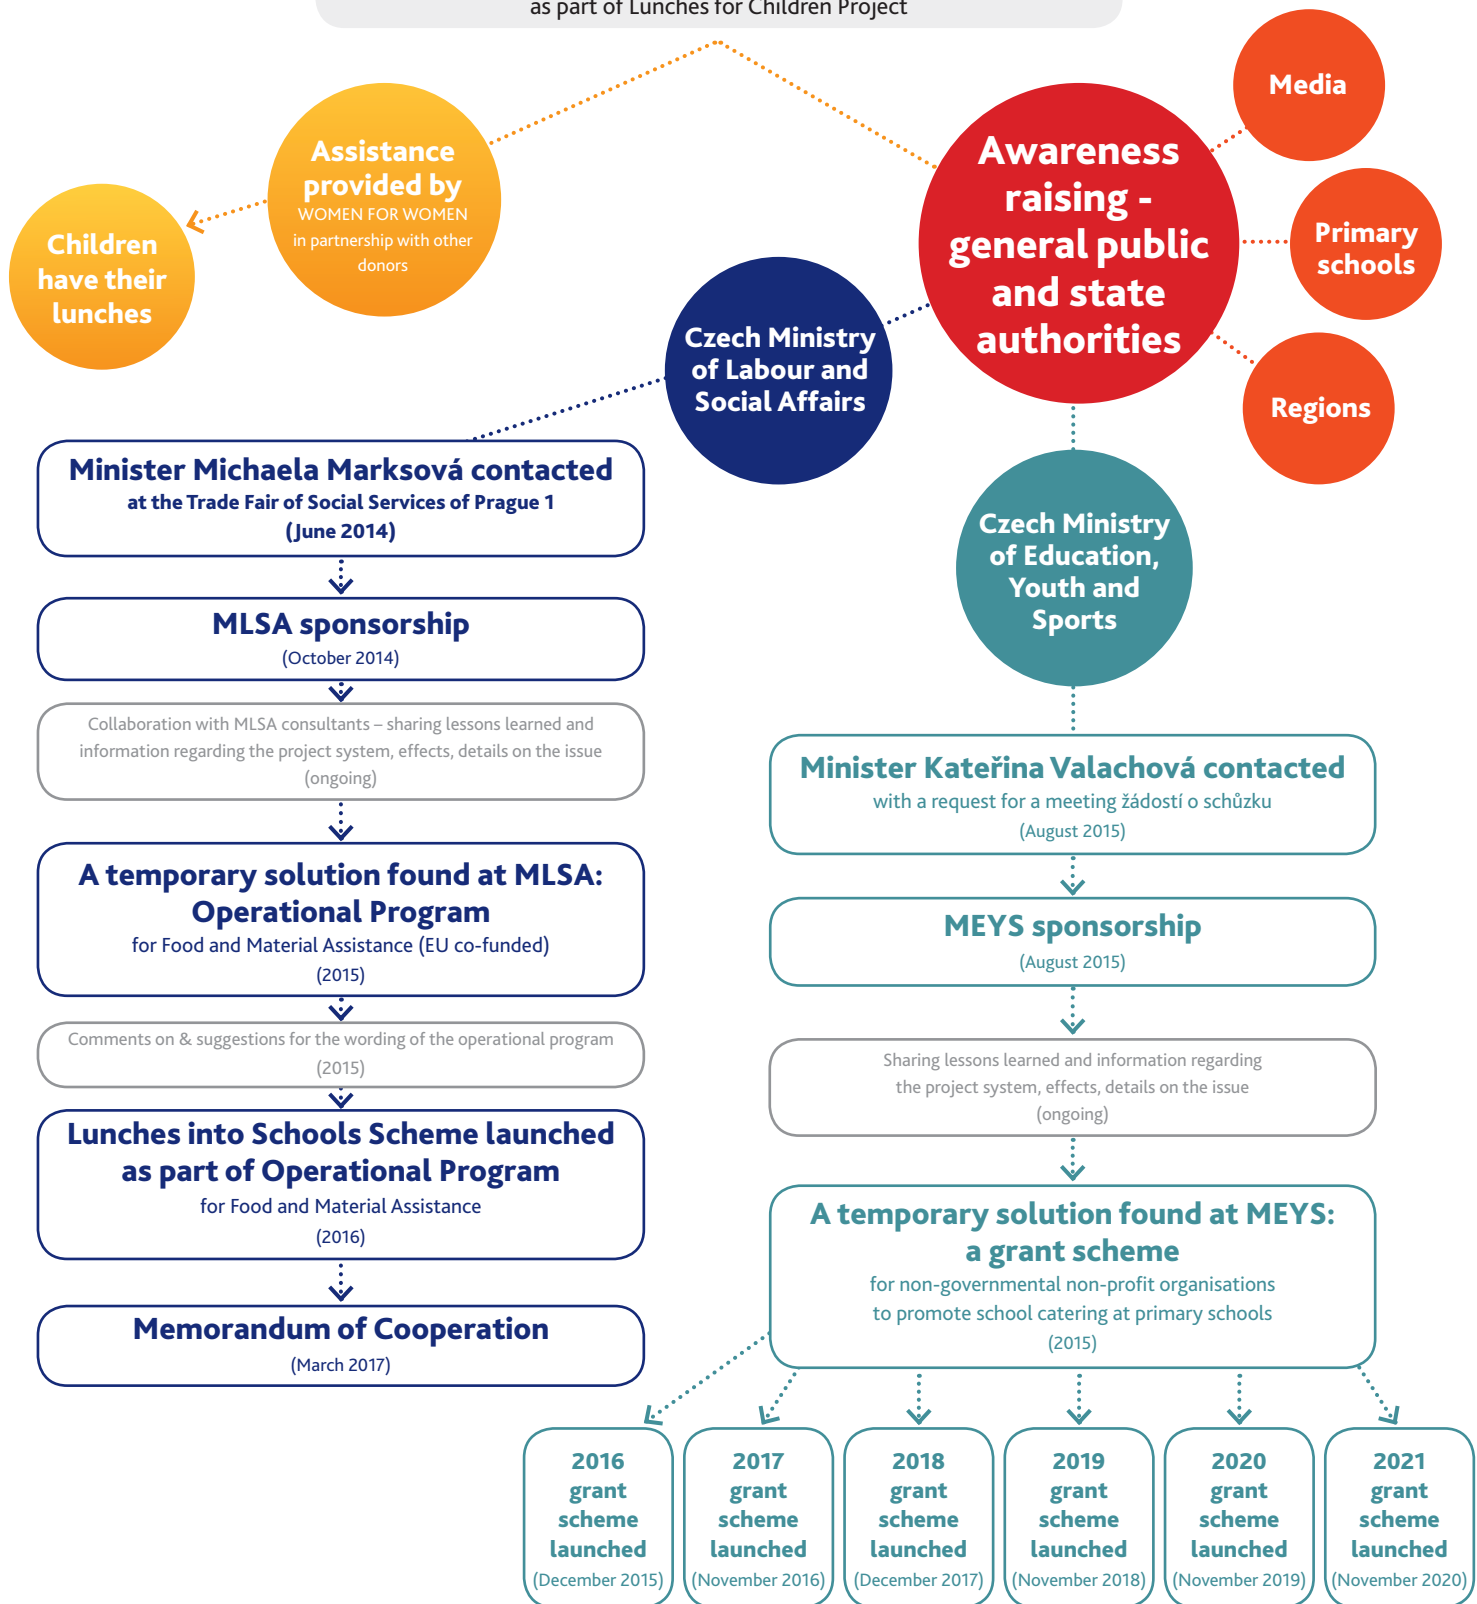 as part of Lunches for Children Project
Assistance
provided by
WOMEN FOR WOMEN
in partnership with other
donors
Children
have their
lunches
Awareness
raising -
general public
and state
authorities
Media
Primary
schools
Regions
Czech Ministry
of Labour and
Social Affairs
Minister Michaela Marksová contacted
at the Trade Fair of Social Services of Prague 1
(June 2014)
MLSA sponsorship
(October 2014)
Collaboration with MLSA consultants – sharing lessons learned and
information regarding the project system, effects, details on the issue
(ongoing)
A temporary solution found at MLSA:
Operational Program
for Food and Material Assistance (EU co-funded)
(2015)
Comments on & suggestions for the wording of the operational program
(2015)
Lunches into Schools Scheme launched
as part of Operational Program
for Food and Material Assistance
(2016)
Memorandum of Cooperation
(March 2017)
Czech Ministry
of Education,
Youth and
Sports
Minister Kateřina Valachová contacted
with a request for a meeting žádostí o schůzku
(August 2015)
MEYS sponsorship
(August 2015)
Sharing lessons learned and information regarding
the project system, effects, details on the issue
(ongoing)
A temporary solution found at MEYS:
a grant scheme
for non-governmental non-profit organisations
to promote school catering at primary schools
(2015)
2016
grant
scheme
launched
(December 2015)
2017
grant
scheme
launched
(November 2016)
2018
grant
scheme
launched
(December 2017)
2019
grant
scheme
launched
(November 2018)
2020
grant
scheme
launched
(November 2019)
2021
grant
scheme
launched
(November 2020)